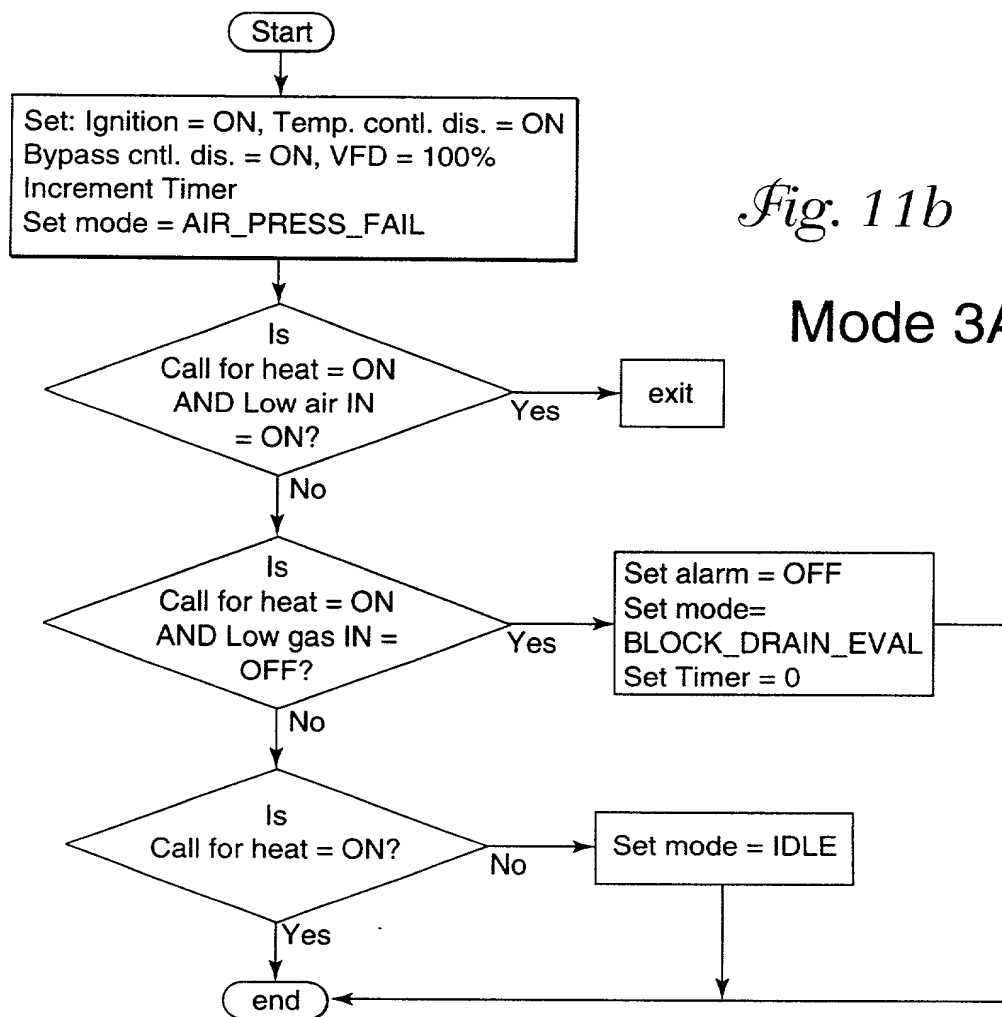 Start
Set: Ignition = ON, Temp. contl. dis. = ON
Bypass cntl. dis. = ON, VFD = 100%
Increment Timer
Set mode = AIR_PRESS_FAIL
Fig. 11b
Mode 3A
Is
Call for heat = ON
AND Low air IN
= ON?
Yes
exit
No
Is
Call for heat = ON
AND Low gas IN =
OFF?
Yes
Set alarm = OFF
Set mode=
BLOCK_DRAIN_EVAL
Set Timer = 0
No
Is
Call for heat = ON?
No
Set mode = IDLE
Yes
end